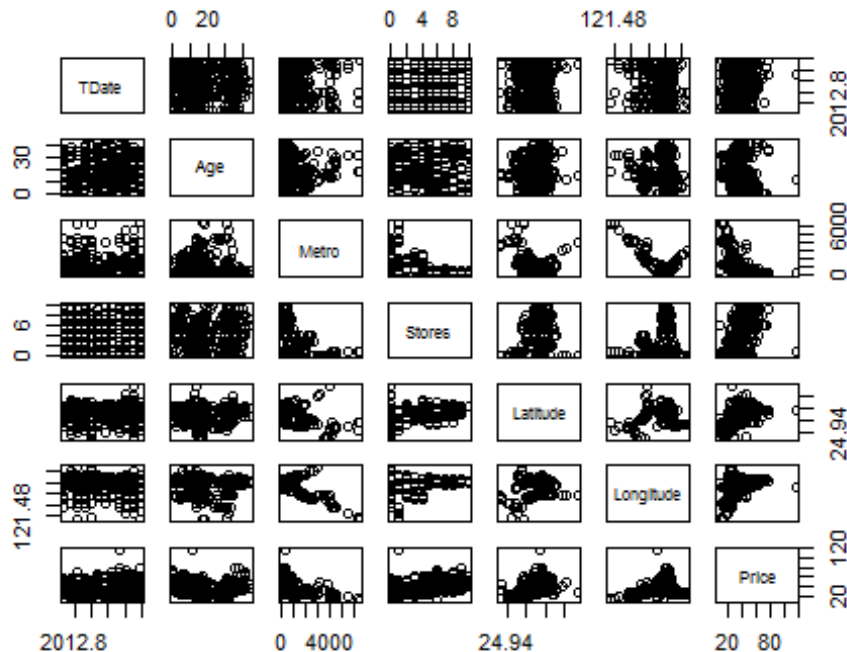 0 20 0 4 8 121.48
TDate
2012.8
0 30
Age
Metro
0 6000
0 6
Stores
Latitude
24.94
121.48
Longitude
Price
20 120
2012.8 0 4000 24.94 20 80